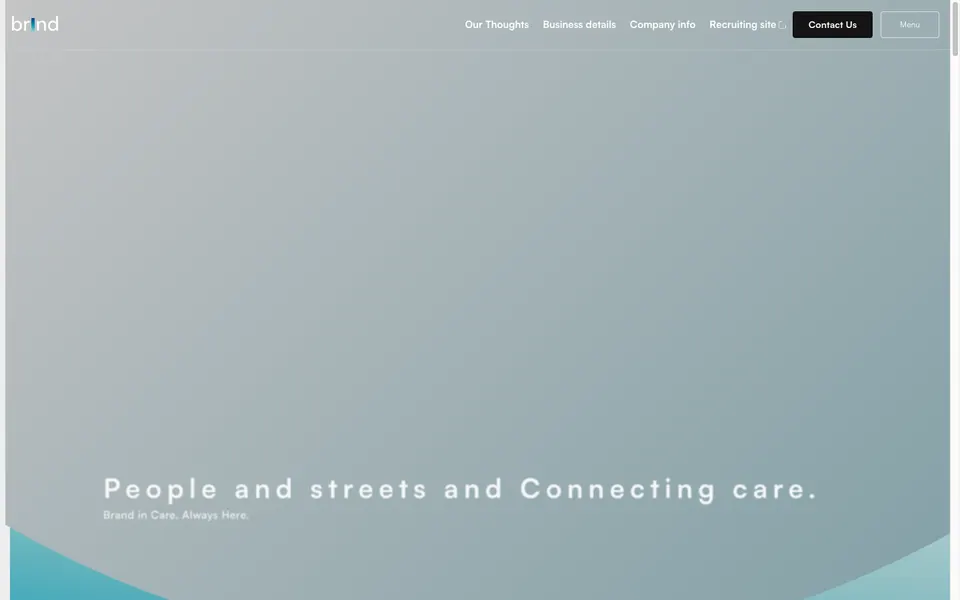 brind
Our Thoughts
Business details
Company info
Recruiting site
Contact Us
Menu
People and streets and Connecting care.
Brand in Care. Always Here.